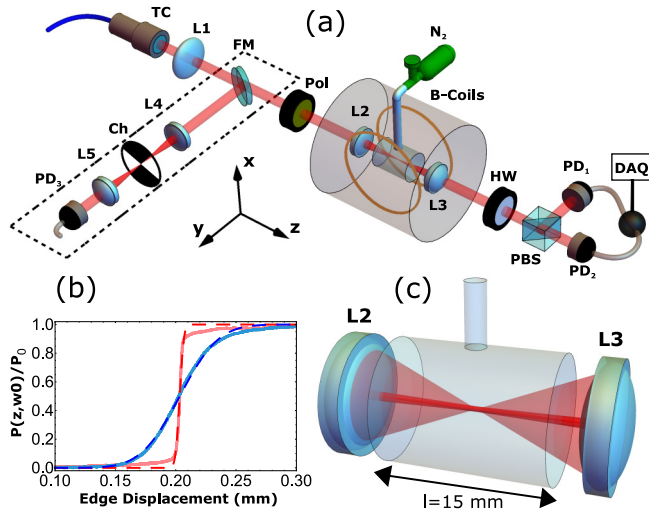 (a)
TC
L1
FM
N₂
Pol
B-Coils
L4
L2
Ch
L5
PD₃
L3
HW
PD₁
DAQ
PBS
PD₂
x
y
z
(b)
P(z,w0)/P₀
1.0
0.8
0.6
0.4
0.2
0.0
0.10
0.15
0.20
0.25
0.30
Edge Displacement (mm)
(c)
L2
L3
l=15 mm